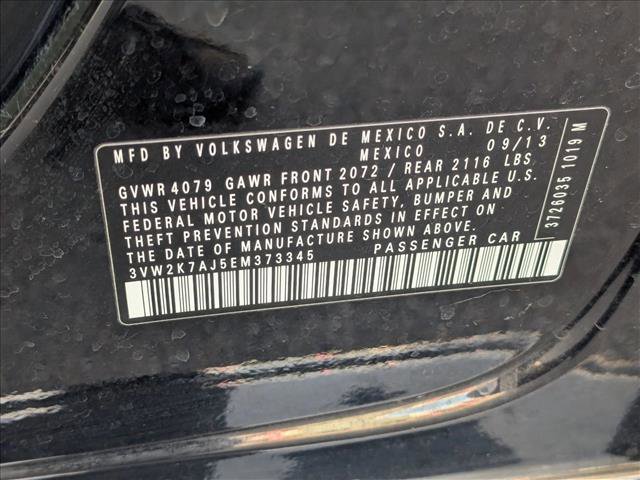 MFD BY VOLKSWAGEN DE MEXICO S.A. DE C.V.
MEXICO 09/13
GVWR 4079 GAWR FRONT 2072 / REAR 2116 LBS
THIS VEHICLE CONFORMS TO ALL APPLICABLE U.S.
FEDERAL MOTOR VEHICLE SAFETY, BUMPER AND
THEFT PREVENTION STANDARDS IN EFFECT ON
THE DATE OF MANUFACTURE SHOWN ABOVE.
3VW2K7AJ5EM373345 PASSENGER CAR
3726035 1019 M